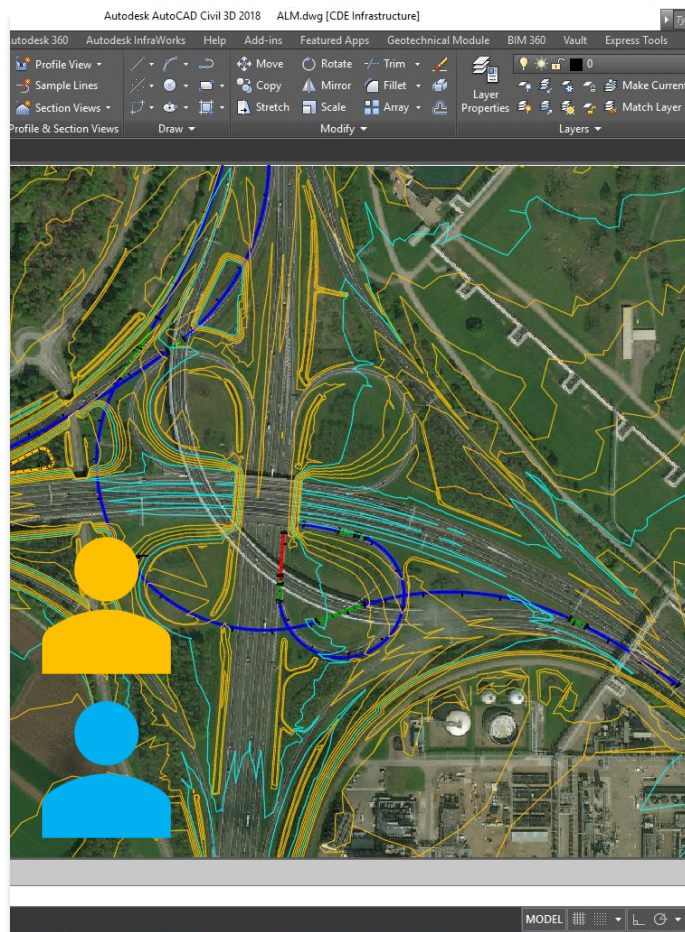 Autodesk AutoCAD Civil 3D 2018 ALM.dwg [CDE Infrastructure]
Autodesk 360 Autodesk InfraWorks Help Add-ins Featured Apps Geotechnical Module BIM 360 Vault Express Tools
Profile View Move Rotate Trim 0
Sample Lines Copy Mirror Fillet Make Current
Section Views Stretch Scale Array Layer Properties Match Layer
Profile & Section Views Draw Modify Layers
MODEL